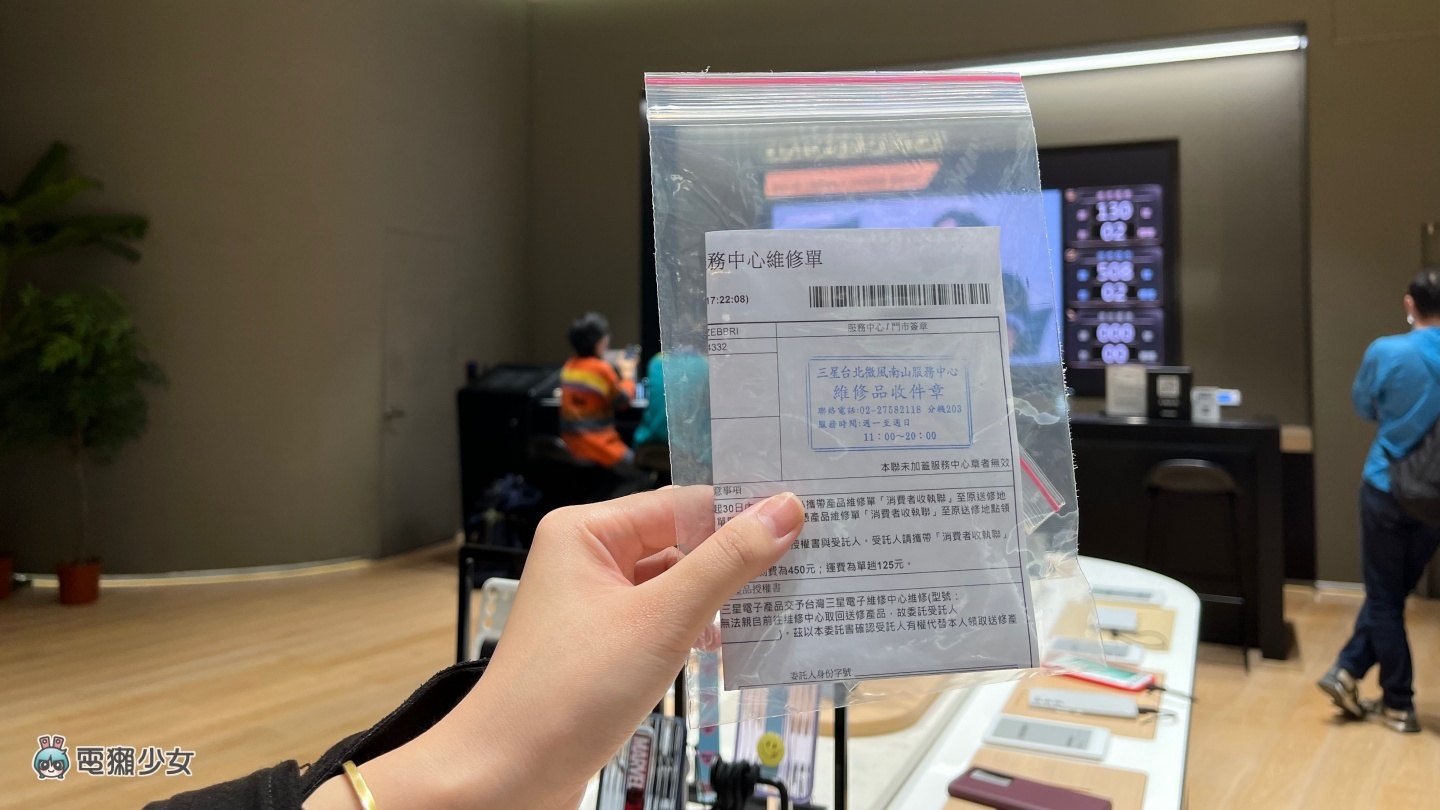 務中心維修單
17:22:08)
ZEBPRI
服務中心/門市簽章
4332
三星台北微風南山服務中心
維修品收件章
聯絡電話:02-27582118 分機203
服務時間:週一至週日
11:00~20:00
本聯未加蓋服務中心章者無效
意事項
起30日內
攜帶產品維修單「消費者收執聯」至原送修地
憑產品維修單「消費者收執聯」至原送修地點領
授權書與受託人，受託人請攜帶「消費者收執聯」
費為450元；運費為單趟125元。
產品授權書
三星電子產品交予台灣三星電子維修中心維修(型號：
無法親自前往維修中心取回送修產品，故委託受託人
)，茲以本委託書確認受託人有權代替本人領取送修產
委託人身份字號
130
02
508
02
000
00
MARVEL
電獺少女